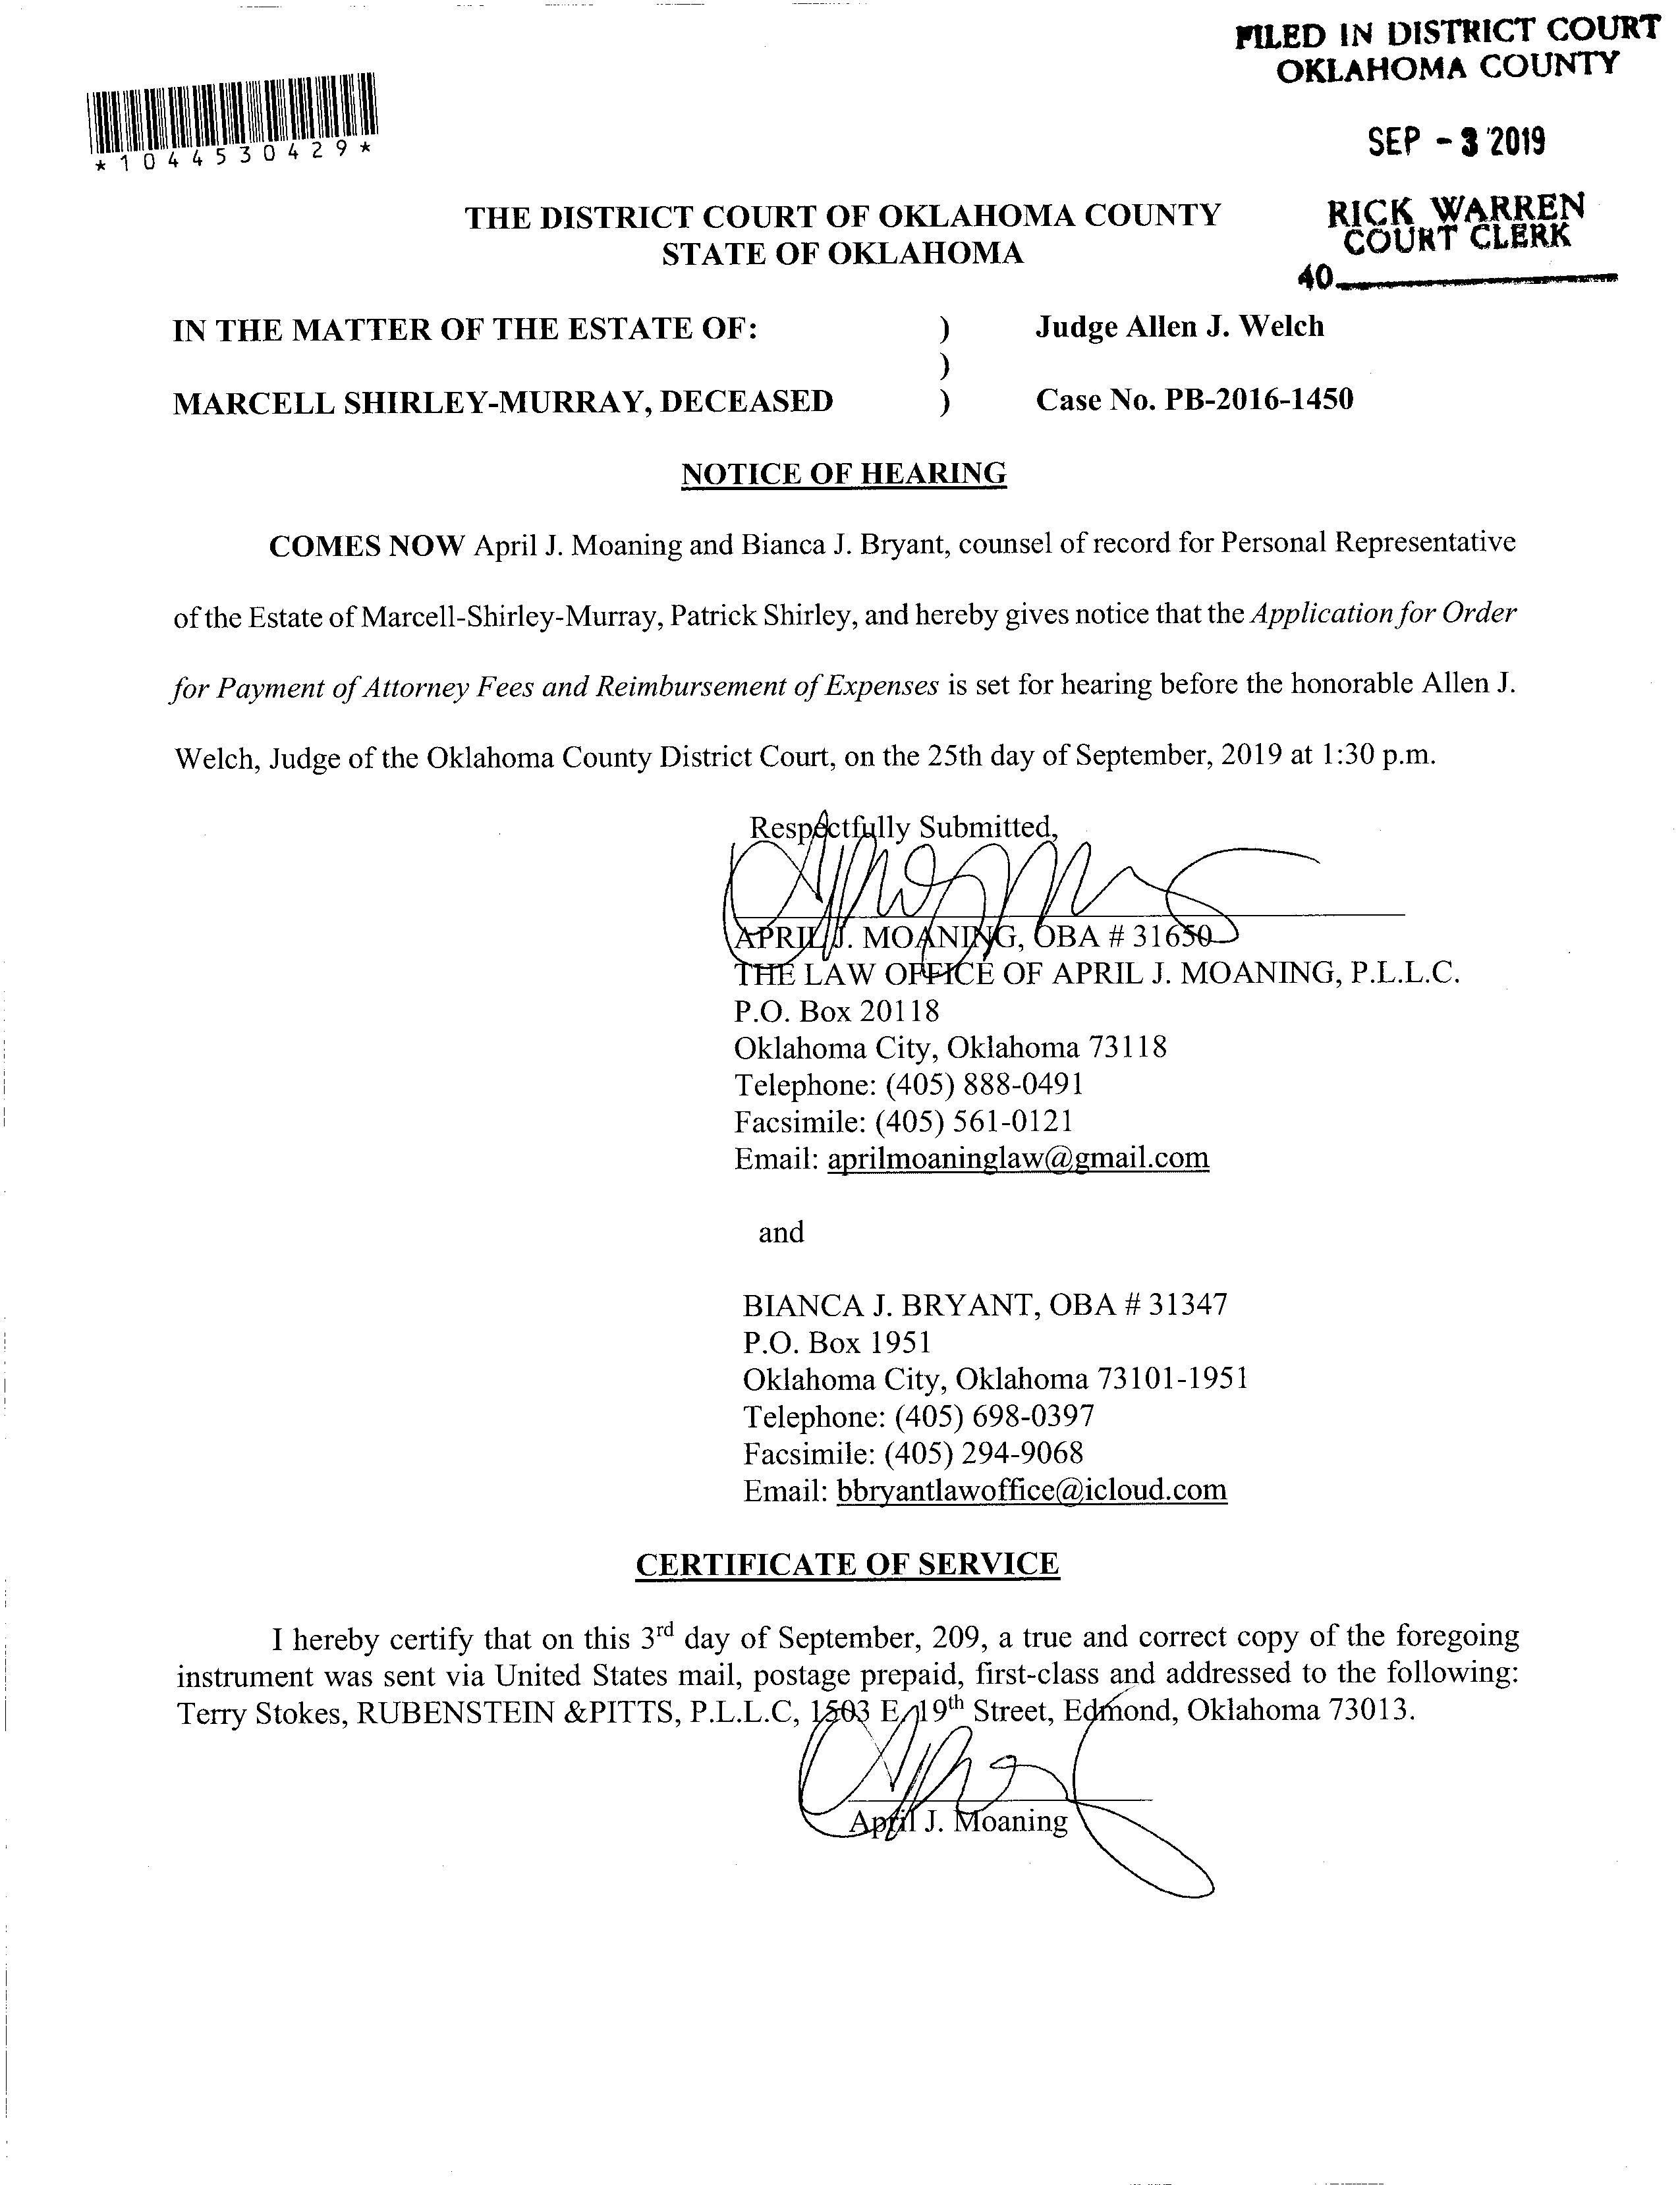 FILED IN DISTRICT COURT
OKLAHOMA COUNTY
SEP - 3 2019
RICK WARREN
COURT CLERK
40
*1044530429*
THE DISTRICT COURT OF OKLAHOMA COUNTY
STATE OF OKLAHOMA
IN THE MATTER OF THE ESTATE OF: ) Judge Allen J. Welch
)
MARCELL SHIRLEY-MURRAY, DECEASED ) Case No. PB-2016-1450
NOTICE OF HEARING
COMES NOW April J. Moaning and Bianca J. Bryant, counsel of record for Personal Representative
of the Estate of Marcell-Shirley-Murray, Patrick Shirley, and hereby gives notice that the Application for Order
for Payment of Attorney Fees and Reimbursement of Expenses is set for hearing before the honorable Allen J.
Welch, Judge of the Oklahoma County District Court, on the 25th day of September, 2019 at 1:30 p.m.
Respectfully Submitted,
APRIL J. MOANING, OBA # 31650
THE LAW OFFICE OF APRIL J. MOANING, P.L.L.C.
P.O. Box 20118
Oklahoma City, Oklahoma 73118
Telephone: (405) 888-0491
Facsimile: (405) 561-0121
Email: aprilmoaninglaw@gmail.com
and
BIANCA J. BRYANT, OBA # 31347
P.O. Box 1951
Oklahoma City, Oklahoma 73101-1951
Telephone: (405) 698-0397
Facsimile: (405) 294-9068
Email: bbryantlawoffice@icloud.com
CERTIFICATE OF SERVICE
I hereby certify that on this 3rd day of September, 209, a true and correct copy of the foregoing
instrument was sent via United States mail, postage prepaid, first-class and addressed to the following:
Terry Stokes, RUBENSTEIN &PITTS, P.L.L.C, 1503 E. 19th Street, Edmond, Oklahoma 73013.
April J. Moaning